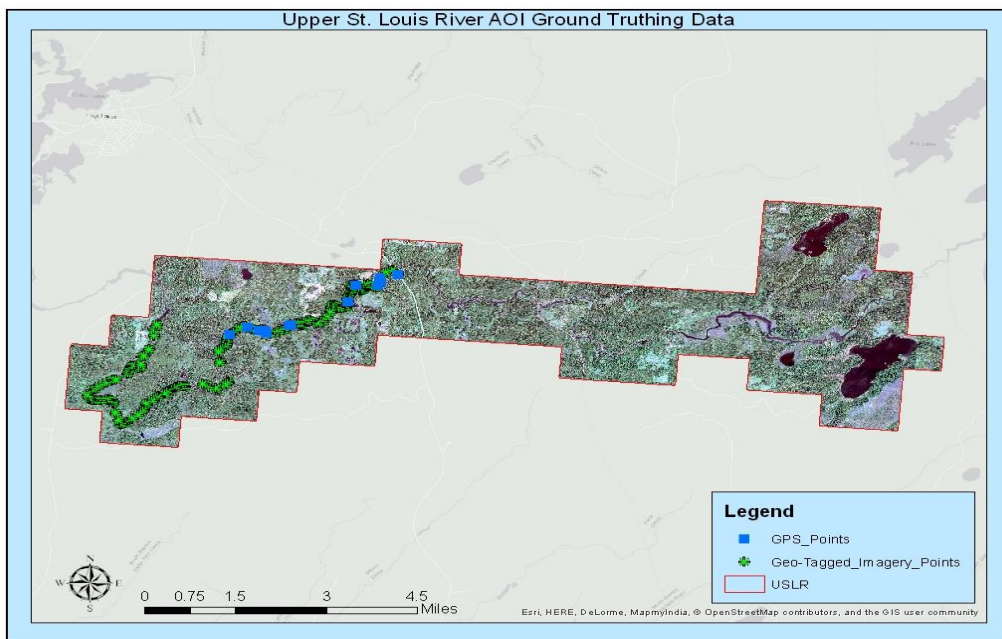 Upper St. Louis River AOI Ground Truthing Data
Legend
GPS_Points
Geo-Tagged_Imagery_Points
USLR
N
W E
S
0 0.75 1.5 3 4.5
Miles
Esri, HERE, DeLorme, MapmyIndia, © OpenStreetMap contributors, and the GIS user community